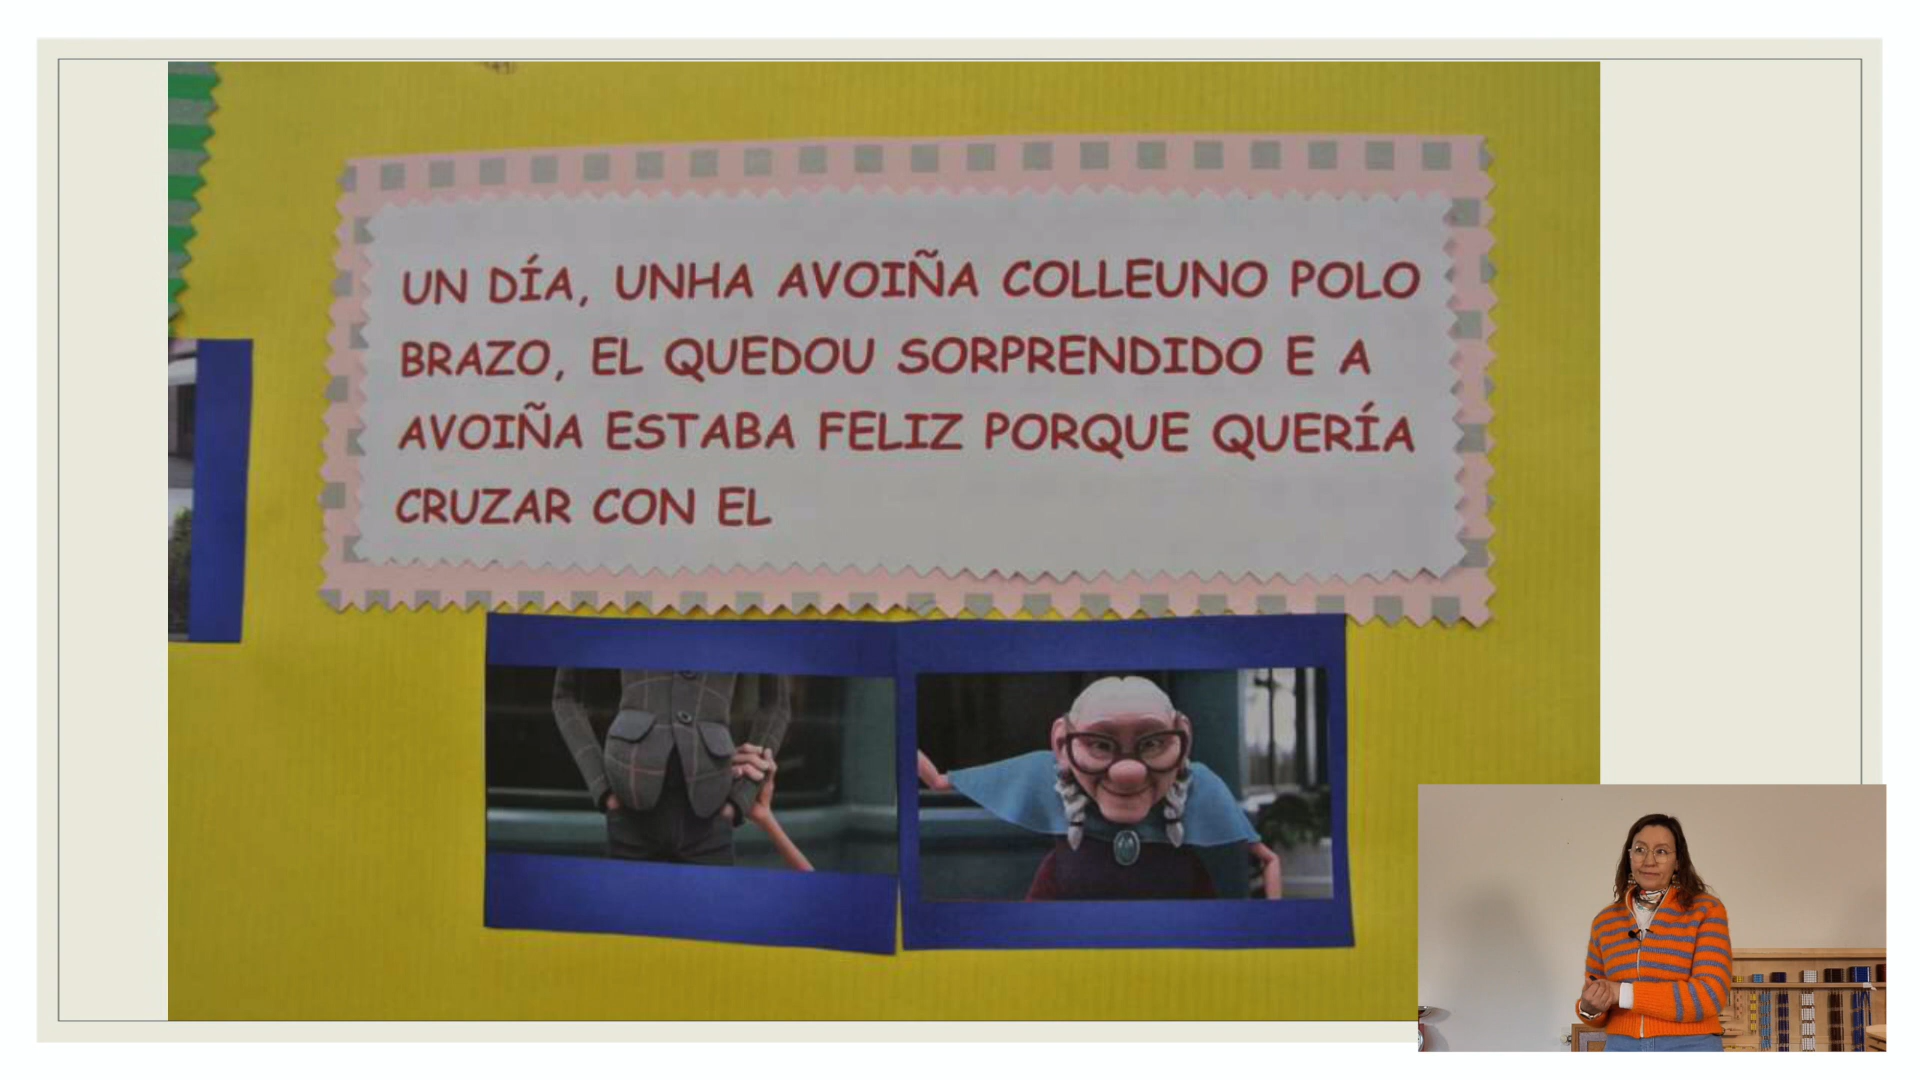 UN DÍA, UNHA AVOIÑA COLLEUNO POLO
BRAZO, EL QUEDOU SORPRENDIDO E A
AVOIÑA ESTABA FELIZ PORQUE QUERÍA
CRUZAR CON EL